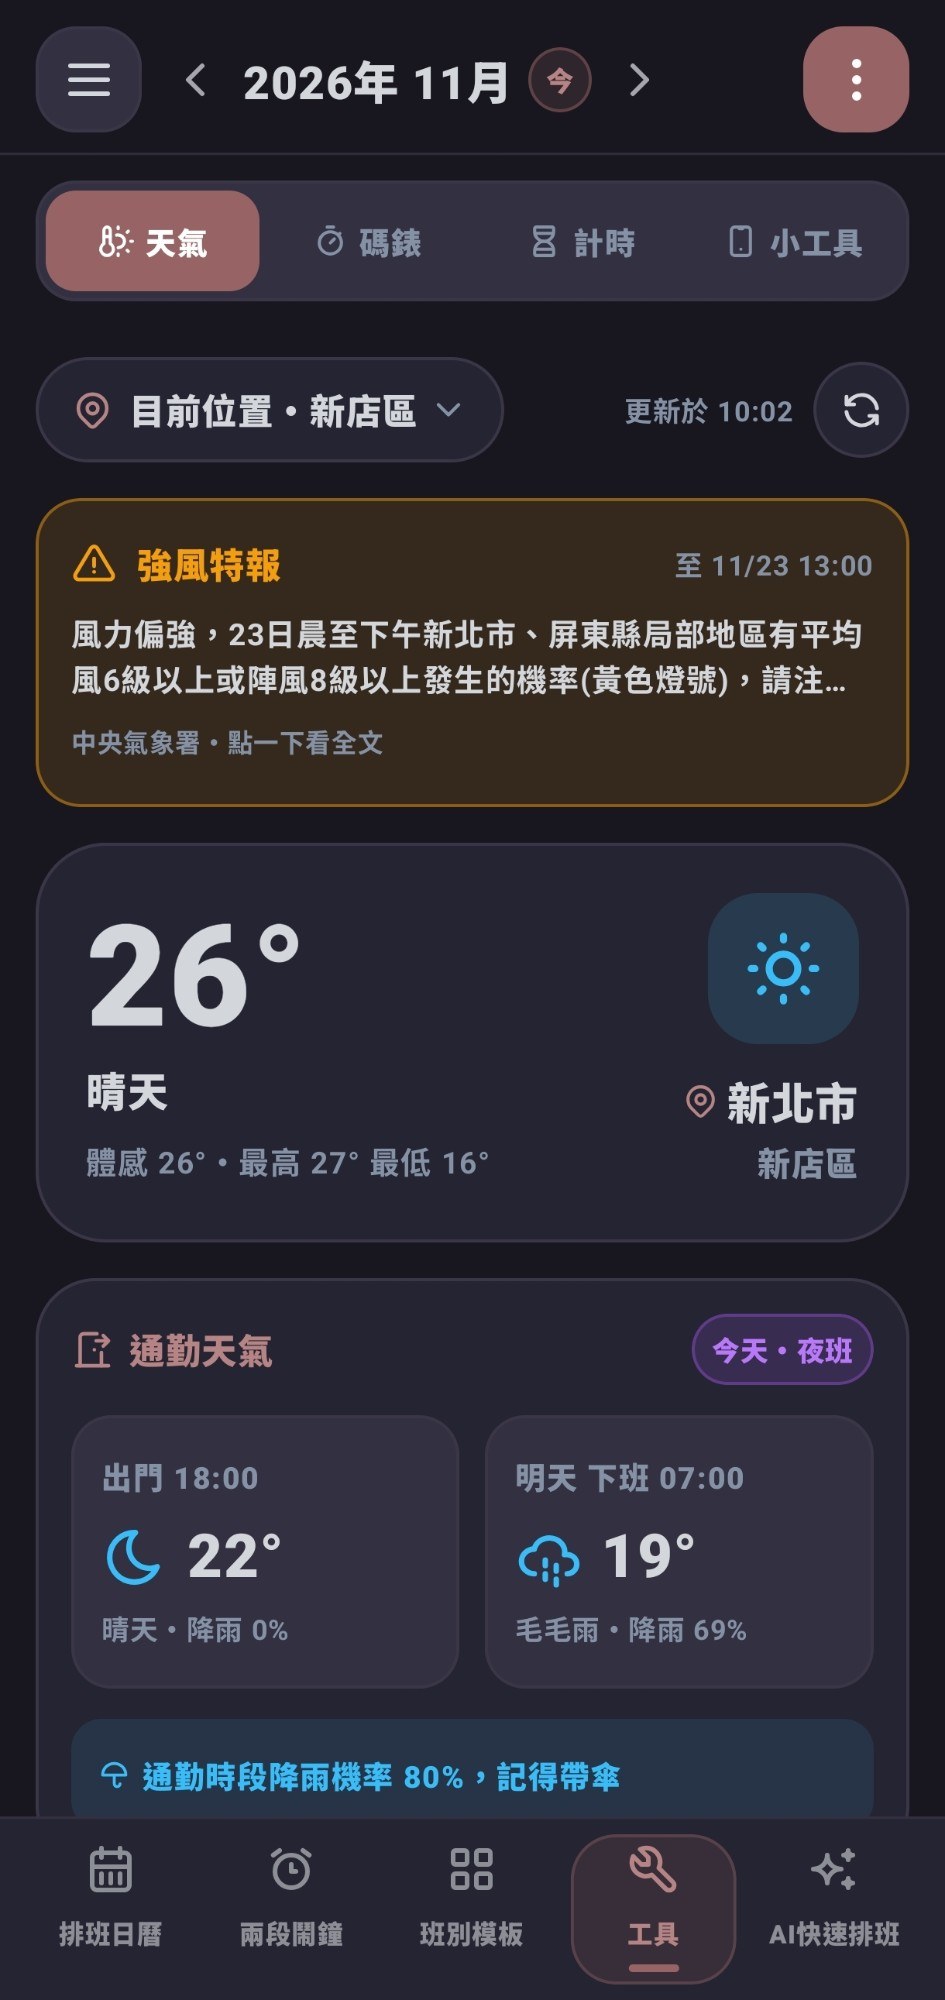 2026年 11月 今
天氣 碼錶 計時 小工具
目前位置・新店區 更新於 10:02
強風特報 至 11/23 13:00
風力偏強，23日晨至下午新北市、屏東縣局部地區有平均
風6級以上或陣風8級以上發生的機率(黃色燈號)，請注...
中央氣象署・點一下看全文
26°
晴天
新北市
體感 26°・最高 27° 最低 16°
新店區
通勤天氣 今天・夜班
出門 18:00
22°
晴天・降雨 0%
明天 下班 07:00
19°
毛毛雨・降雨 69%
通勤時段降雨機率 80%，記得帶傘
排班日曆 兩段鬧鐘 班別模板 工具 AI快速排班